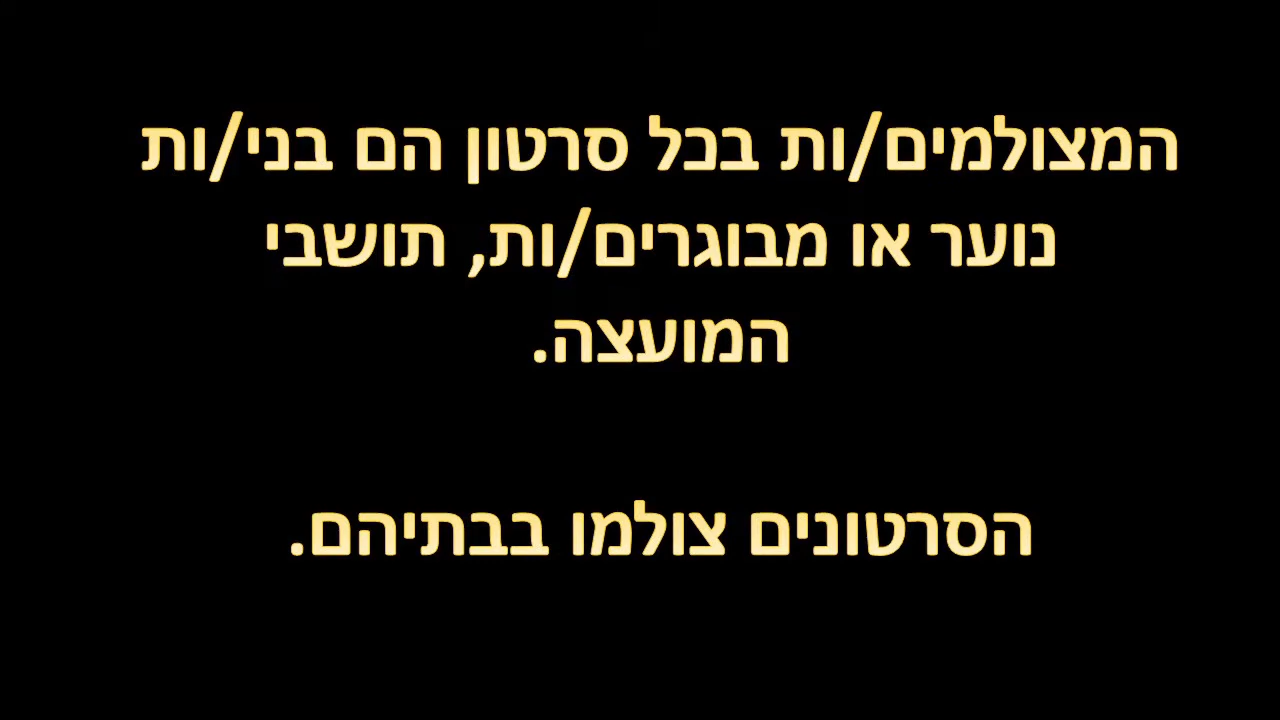 המצולמים/ות בכל סרטון הם בני/ות
נוער או מבוגרים/ות, תושבי
המועצה.
הסרטונים צולמו בבתיהם.